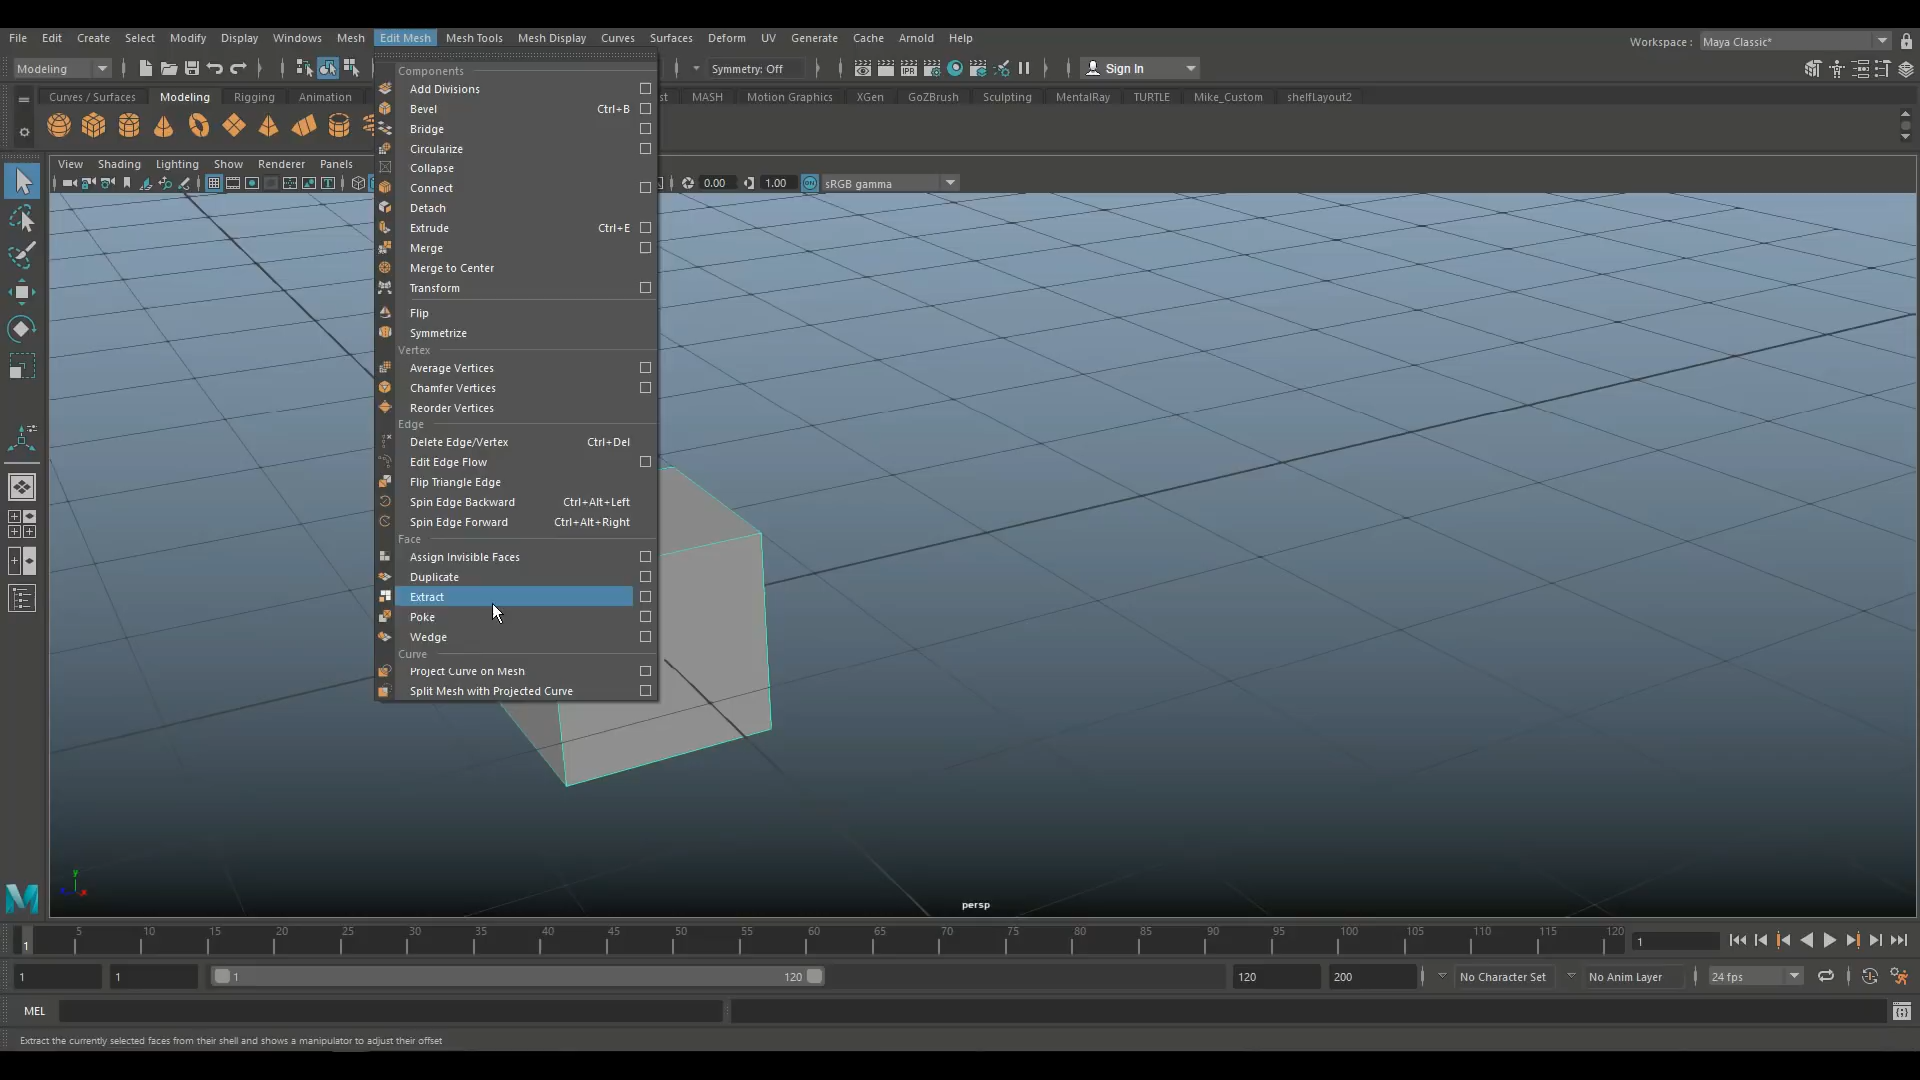 File Edit Create Select Modify Display Windows Mesh Edit Mesh Mesh Tools Mesh Display Curves Surfaces Deform UV Generate Cache Arnold Help Workspace : Maya Classic*
Modeling Symmetry: Off IPR Sign In
Curves / Surfaces Modeling Rigging Animation st MASH Motion Graphics XGen GoZBrush Sculpting MentalRay TURTLE Mike_Custom shelfLayout2
View Shading Lighting Show Renderer Panels
0.00 1.00 ON sRGB gamma
Components
Add Divisions
Bevel Ctrl+B
Bridge
Circularize
Collapse
Connect
Detach
Extrude Ctrl+E
Merge
Merge to Center
Transform
Flip
Symmetrize
Vertex
Average Vertices
Chamfer Vertices
Reorder Vertices
Edge
Delete Edge/Vertex Ctrl+Del
Edit Edge Flow
Flip Triangle Edge
Spin Edge Backward Ctrl+Alt+Left
Spin Edge Forward Ctrl+Alt+Right
Face
Assign Invisible Faces
Duplicate
Extract
Poke
Wedge
Curve
Project Curve on Mesh
Split Mesh with Projected Curve
y
x
persp
1 5 10 15 20 25 30 35 40 45 50 55 60 65 70 75 80 85 90 95 100 105 110 115 120 1
1 1 1 120 120 200 No Character Set No Anim Layer 24 fps
MEL
Extract the currently selected faces from their shell and shows a manipulator to adjust their offset